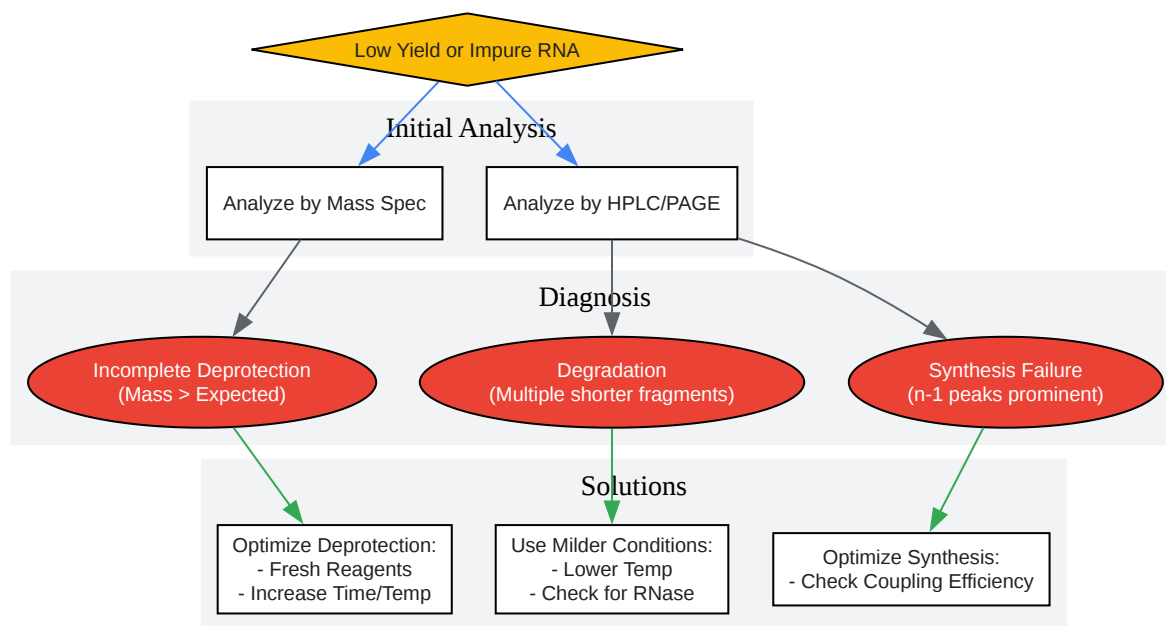 Low Yield or Impure RNA
Initial Analysis
Analyze by Mass Spec
Analyze by HPLC/PAGE
Diagnosis
Incomplete Deprotection
(Mass > Expected)
Degradation
(Multiple shorter fragments)
Synthesis Failure
(n-1 peaks prominent)
Solutions
Optimize Deprotection:
- Fresh Reagents
- Increase Time/Temp
Use Milder Conditions:
- Lower Temp
- Check for RNase
Optimize Synthesis:
- Check Coupling Efficiency